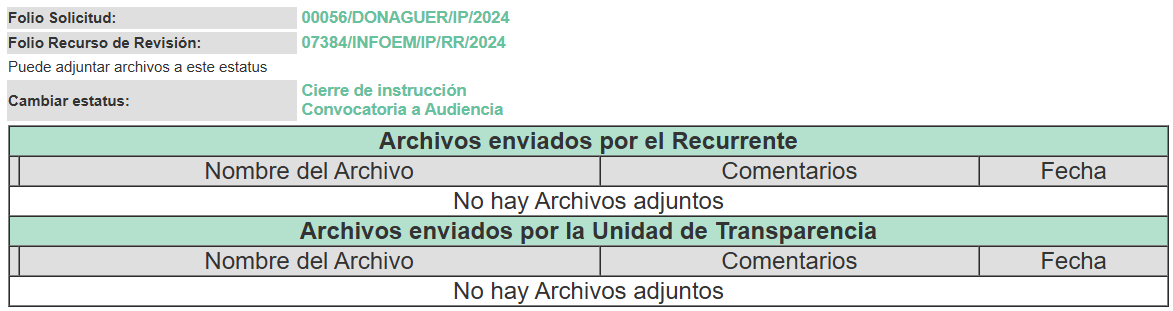 Folio Solicitud: 00056/DONAGUER/IP/2024
Folio Recurso de Revisión: 07384/INFOEM/IP/RR/2024
Puede adjuntar archivos a este estatus
Cambiar estatus: Cierre de instrucción
Convocatoria a Audiencia
Archivos enviados por el Recurrente
Nombre del Archivo Comentarios Fecha
No hay Archivos adjuntos
Archivos enviados por la Unidad de Transparencia
Nombre del Archivo Comentarios Fecha
No hay Archivos adjuntos